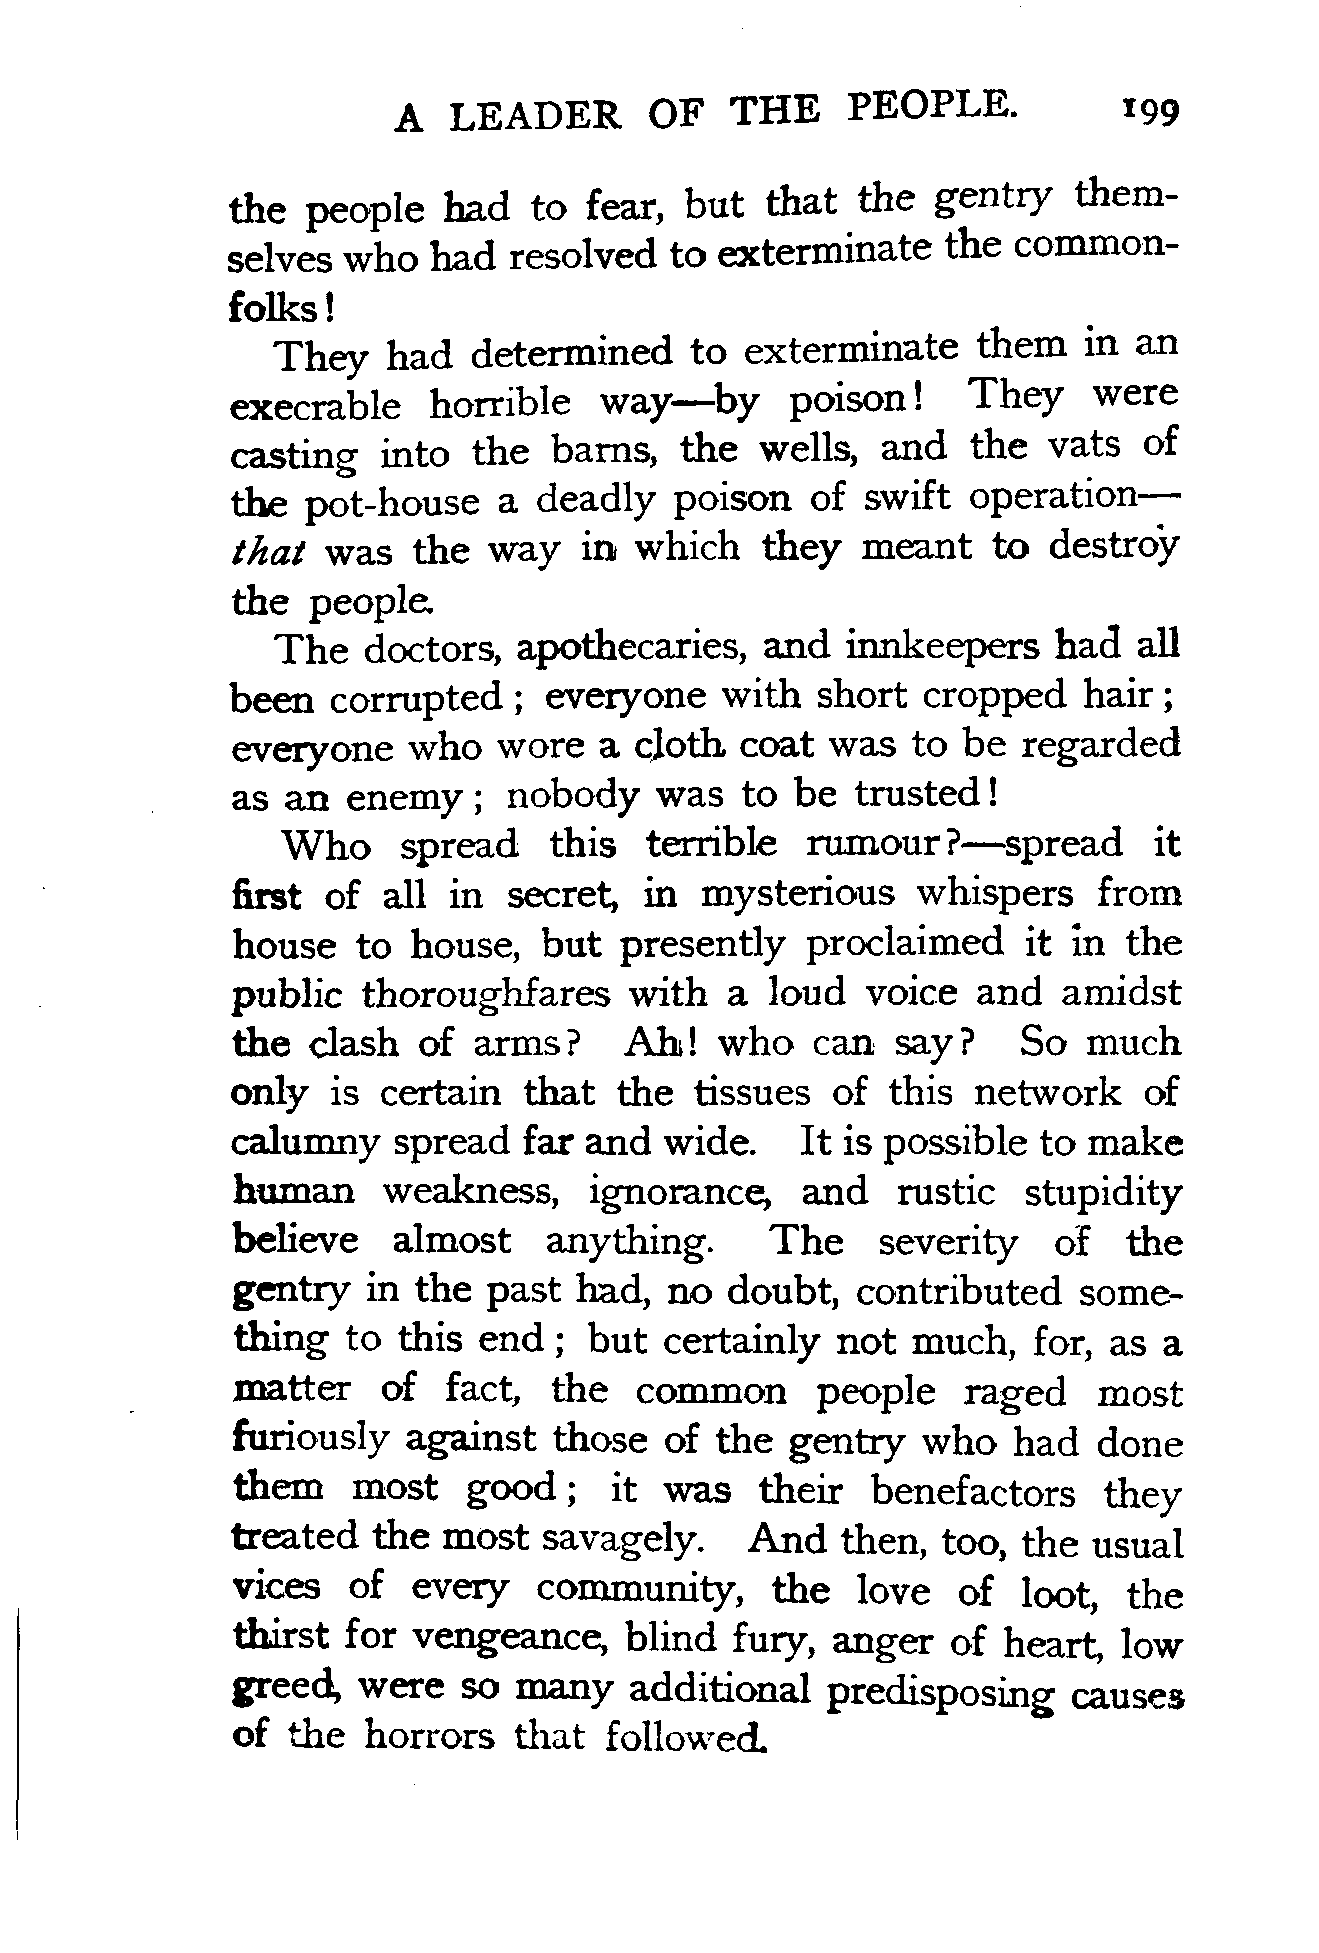 A LEADER OF THE PEOPLE. 199
the people had to fear, but that the gentry them-
selves who had resolved to exterminate the common-
folks!
They had determined to exterminate them in an
execrable horrible way—by poison! They were
casting into the barns, the wells, and the vats of
the pot-house a deadly poison of swift operation—
that was the way in which they meant to destroy
the people.
The doctors, apothecaries, and innkeepers had all
been corrupted; everyone with short cropped hair;
everyone who wore a cloth coat was to be regarded
as an enemy; nobody was to be trusted!
Who spread this terrible rumour?—spread it
first of all in secret, in mysterious whispers from
house to house, but presently proclaimed it in the
public thoroughfares with a loud voice and amidst
the clash of arms? Ah! who can say? So much
only is certain that the tissues of this network of
calumny spread far and wide. It is possible to make
human weakness, ignorance, and rustic stupidity
believe almost anything. The severity of the
gentry in the past had, no doubt, contributed some-
thing to this end; but certainly not much, for, as a
matter of fact, the common people raged most
furiously against those of the gentry who had done
them most good; it was their benefactors they
treated the most savagely. And then, too, the usual
vices of every community, the love of loot, the
thirst for vengeance, blind fury, anger of heart, low
greed, were so many additional predisposing causes
of the horrors that followed.